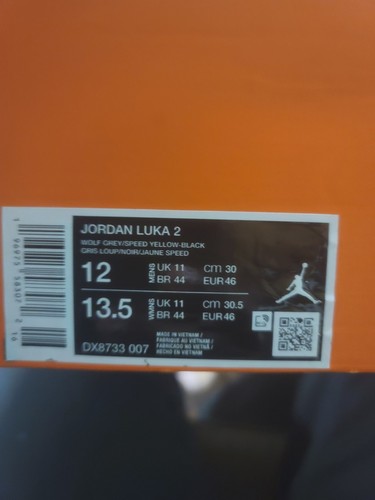 JORDAN LUKA 2
WOLF GREY/SPEED YELLOW-BLACK
GRIS LOUP/NOIR/JAUNE SPEED
12 MENS UK 11 CM 30
BR 44 EUR 46
13.5 WMNS UK 11 CM 30.5
BR 44 EUR 46
MADE IN VIETNAM /
FABRIQUE AU VIETNAM /
FABRICADO NO VIETNÃ /
HECHO EN VIETNAM
DX8733 007